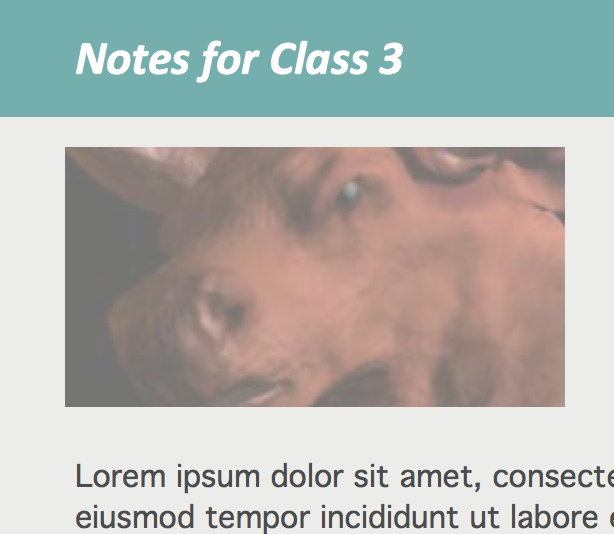 Notes for Class 3
Lorem ipsum dolor sit amet, consecte
eiusmod tempor incididunt ut labore e